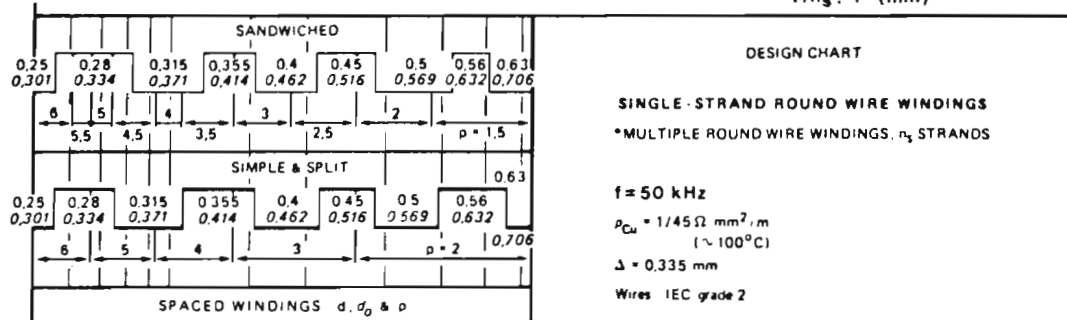 SANDWICHED
0,25 0,28 0,315 0,355 0,4 0,45 0,5 0,56 0,63
0,301 0,334 0,371 0,414 0,462 0,516 0,569 0,632 0,706
6 5 4 3 2
5,5 4,5 3,5 2,5 p = 1,5
SIMPLE & SPLIT
0,63
0,25 0,28 0,315 0,355 0,4 0,45 0,5 0,56
0,301 0,334 0,371 0,414 0,462 0,516 0,569 0,632
0,706
6 5 4 3 p = 2
SPACED WINDINGS d, do & p
(mm)
DESIGN CHART
SINGLE-STRAND ROUND WIRE WINDINGS
*MULTIPLE ROUND WIRE WINDINGS, ns STRANDS
f = 50 kHz
ρCu = 1/45 Ω mm²/m
(~ 100°C)
Δ = 0,335 mm
Wires IEC grade 2